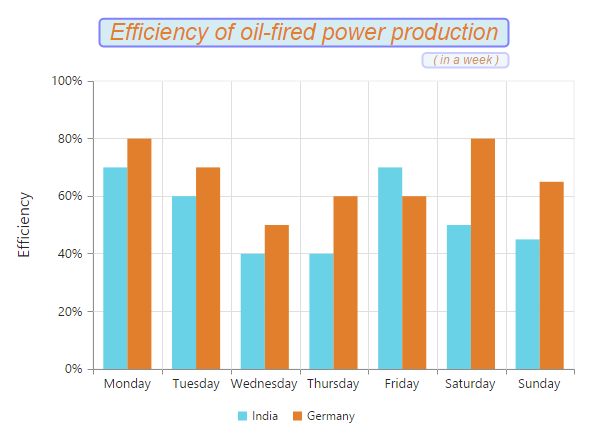 Efficiency of oil-fired power production
( in a week )
100%
80%
60%
40%
20%
0%
Efficiency
Monday Tuesday Wednesday Thursday Friday Saturday Sunday
India Germany